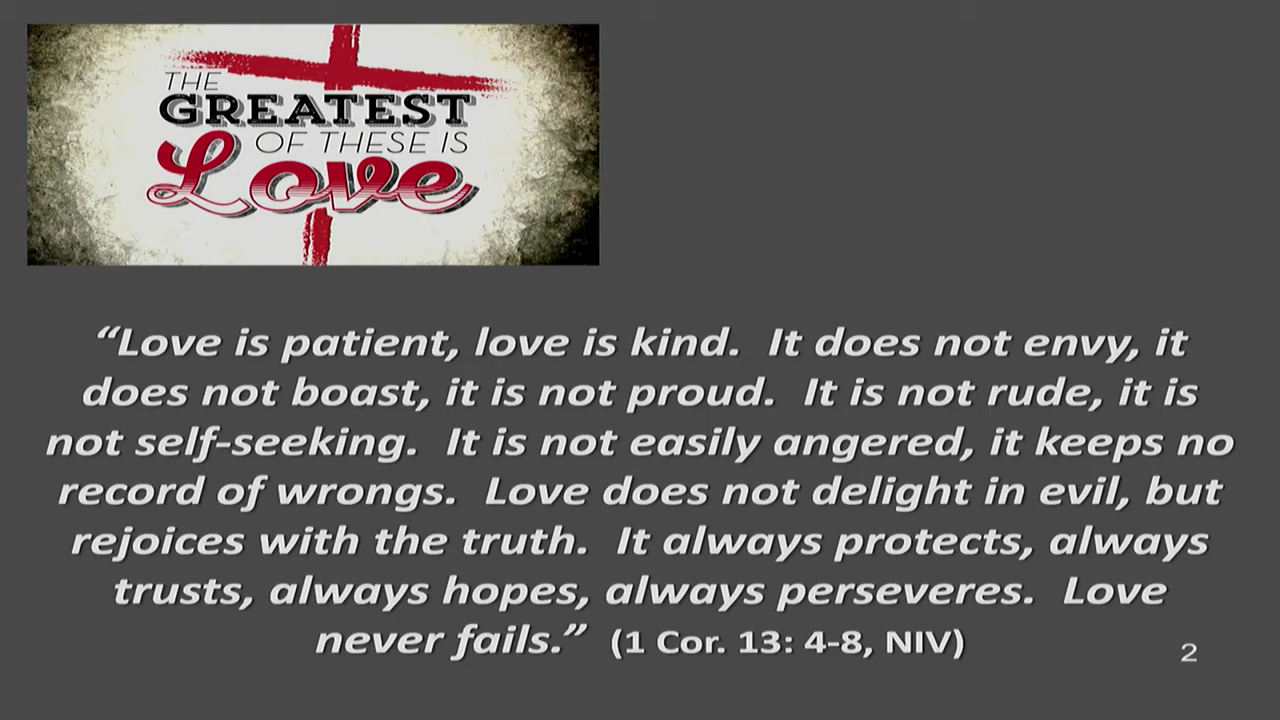 THE
GREATEST
OF THESE IS
Love
“Love is patient, love is kind.  It does not envy, it
does not boast, it is not proud.  It is not rude, it is
not self-seeking.  It is not easily angered, it keeps no
record of wrongs.  Love does not delight in evil, but
rejoices with the truth.  It always protects, always
trusts, always hopes, always perseveres.  Love
never fails.”  (1 Cor. 13: 4-8, NIV)
2